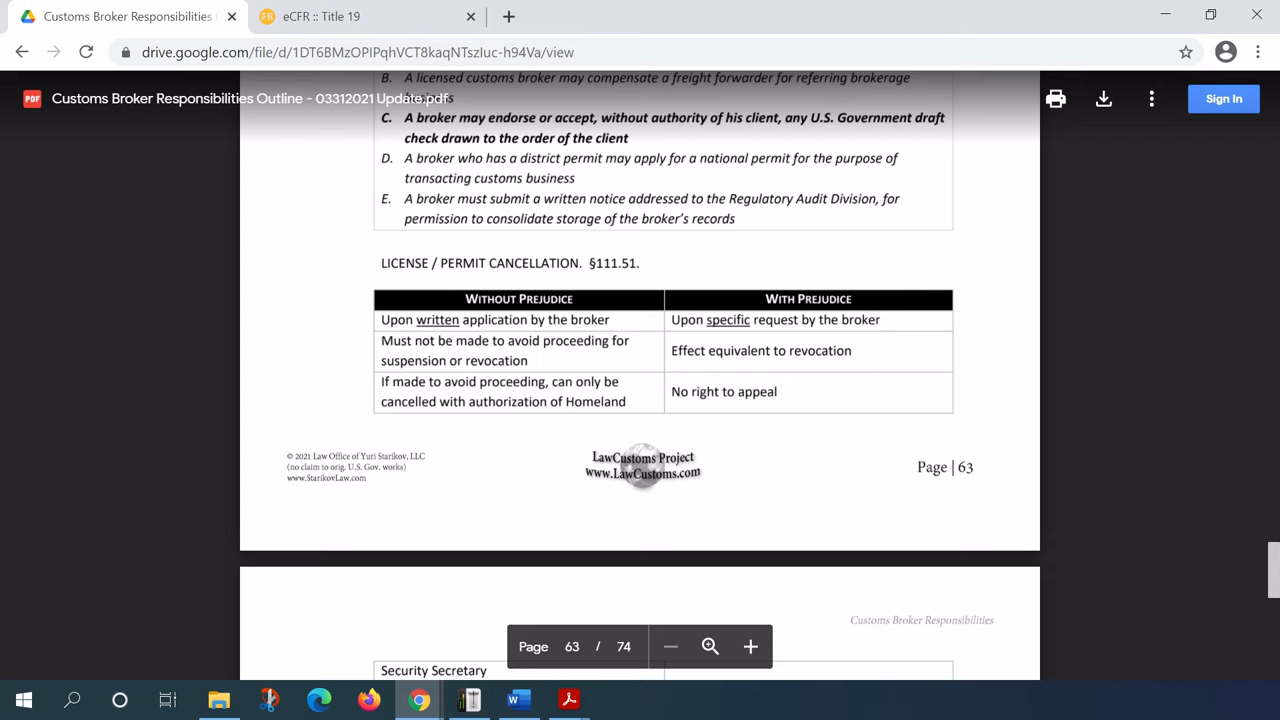 Customs Broker Responsibilities
eCFR :: Title 19
drive.google.com/file/d/1DT6BMzOPIPqhVCT8kaqNTszIuc-h94Va/view
B. A licensed customs broker may compensate a freight forwarder for referring brokerage
Customs Broker Responsibilities Outline - 03312021 Update.pdf
Sign In
C. A broker may endorse or accept, without authority of his client, any U.S. Government draft
check drawn to the order of the client
D. A broker who has a district permit may apply for a national permit for the purpose of
transacting customs business
E. A broker must submit a written notice addressed to the Regulatory Audit Division, for
permission to consolidate storage of the broker's records
LICENSE / PERMIT CANCELLATION. §111.51.
WITHOUT PREJUDICE WITH PREJUDICE
Upon written application by the broker Upon specific request by the broker
Must not be made to avoid proceeding for
suspension or revocation Effect equivalent to revocation
If made to avoid proceeding, can only be
cancelled with authorization of Homeland No right to appeal
© 2021 Law Office of Yuri Starikov, LLC
(no claim to orig. U.S. Gov. works)
www.StarikovLaw.com
LawCustoms Project
www.LawCustoms.com
Page | 63
Customs Broker Responsibilities
Page 63 / 74
Security Secretary